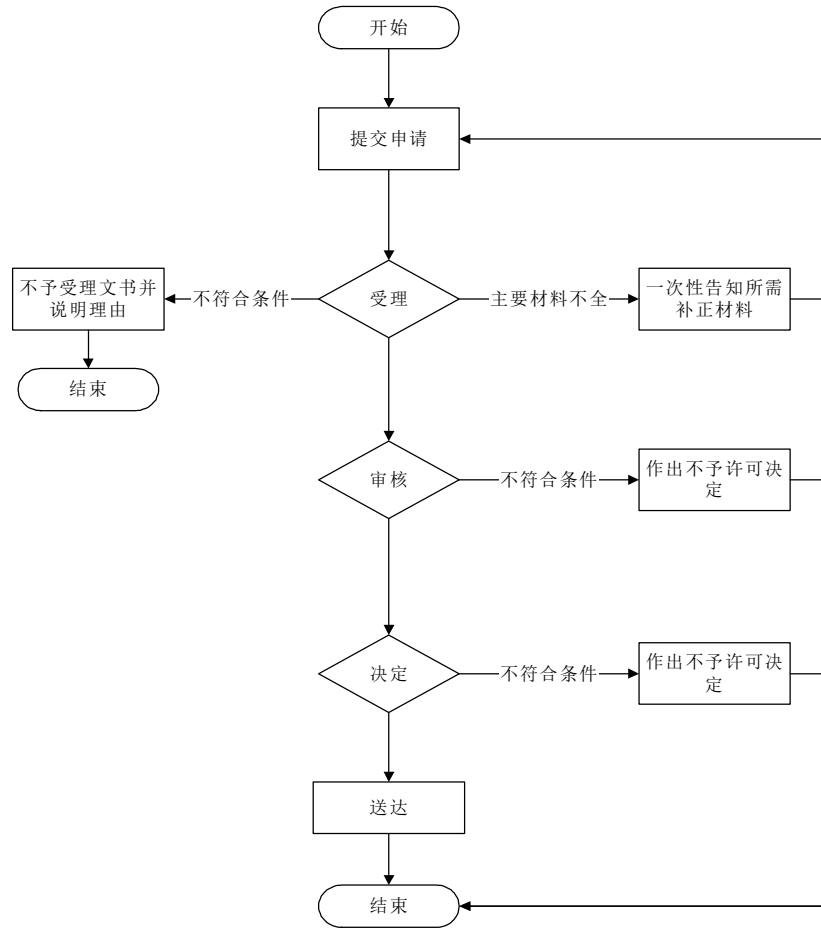 开始
提交申请
不予受理文书并
说明理由
不符合条件
受理
主要材料不全
一次性告知所需
补正材料
结束
审核
不符合条件
作出不予许可决
定
决定
不符合条件
作出不予许可决
定
送达
结束